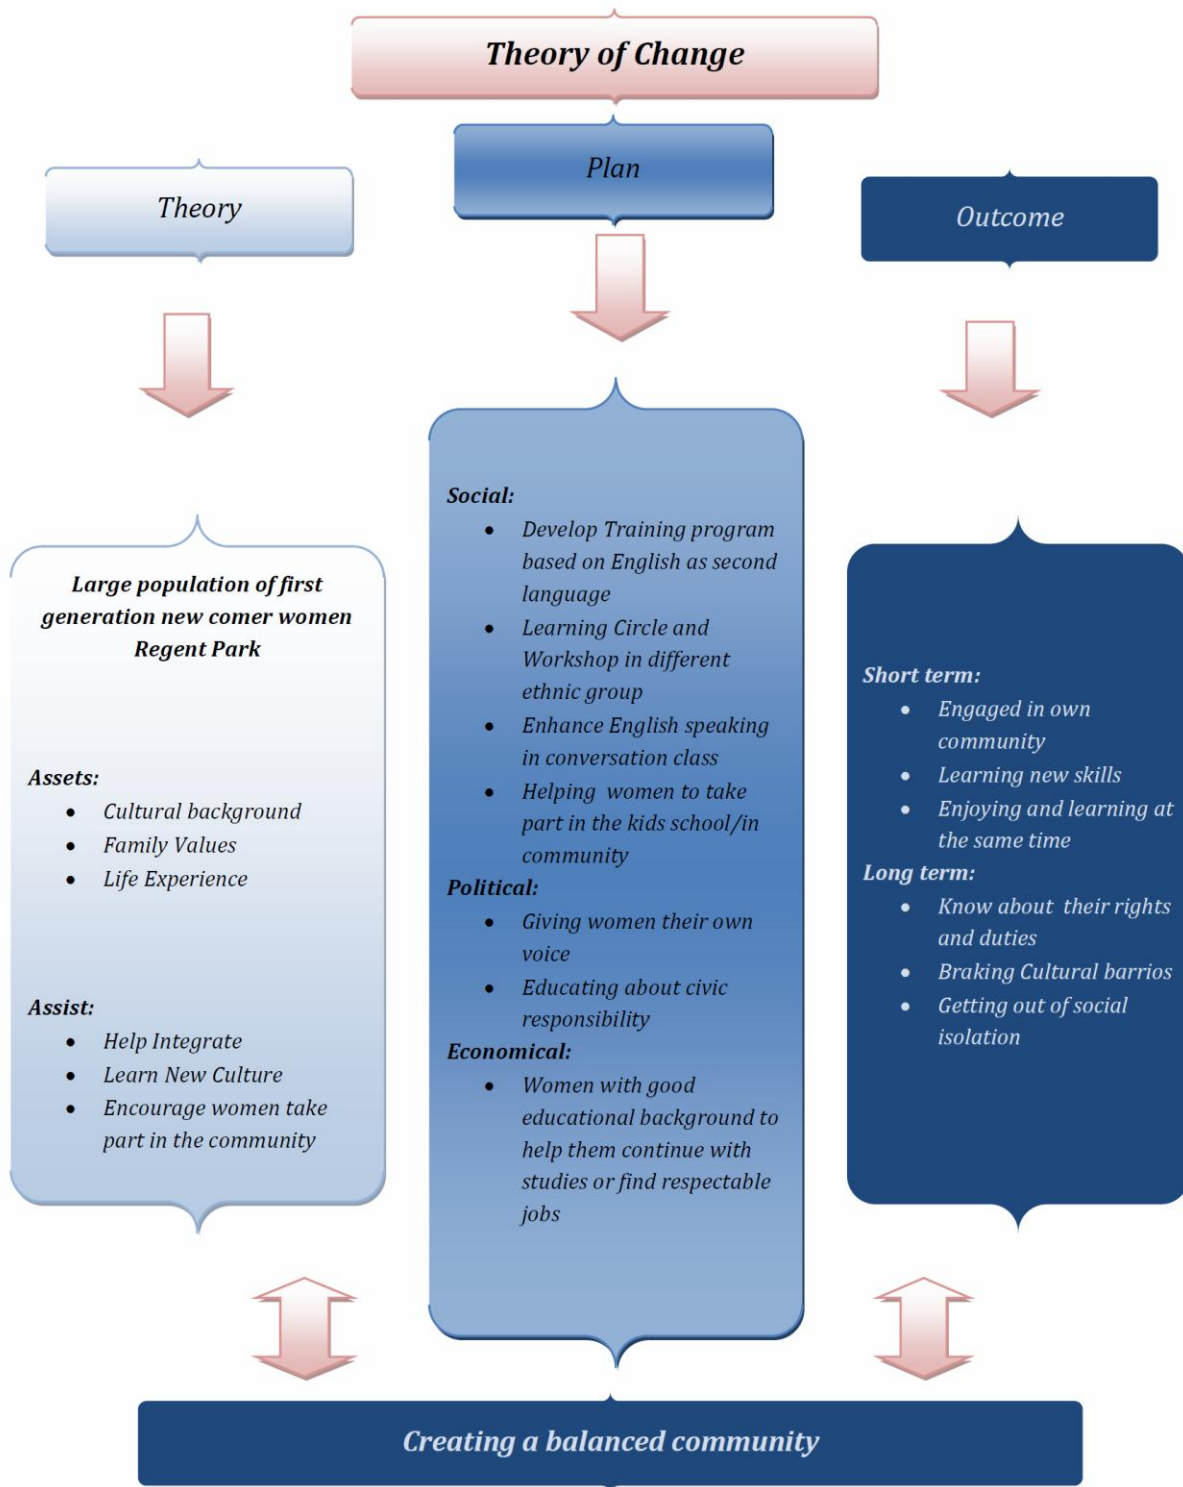 Theory of Change
Theory
Plan
Outcome
Large population of first
generation new comer women
Regent Park
Assets:
• Cultural background
• Family Values
• Life Experience
Assist:
• Help Integrate
• Learn New Culture
• Encourage women take
part in the community
Social:
• Develop Training program
based on English as second
language
• Learning Circle and
Workshop in different
ethnic group
• Enhance English speaking
in conversation class
• Helping women to take
part in the kids school/in
community
Political:
• Giving women their own
voice
• Educating about civic
responsibility
Economical:
• Women with good
educational background to
help them continue with
studies or find respectable
jobs
Short term:
• Engaged in own
community
• Learning new skills
• Enjoying and learning at
the same time
Long term:
• Know about their rights
and duties
• Braking Cultural barrios
• Getting out of social
isolation
Creating a balanced community